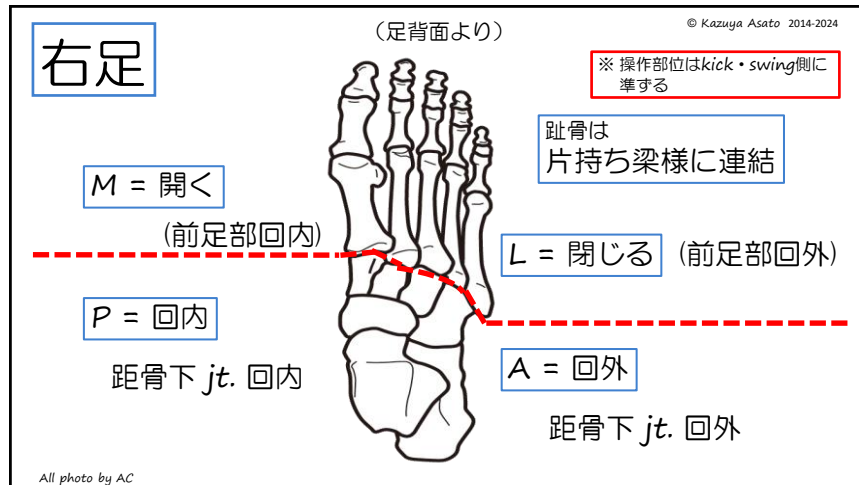 右足
（足背面より）
© Kazuya Asato 2014-2024
※ 操作部位はkick・swing側に
準ずる
趾骨は
片持ち梁様に連結
M = 開く
(前足部回内)
L = 閉じる (前足部回外)
P = 回内
距骨下 jt. 回内
A = 回外
距骨下 jt. 回外
All photo by AC